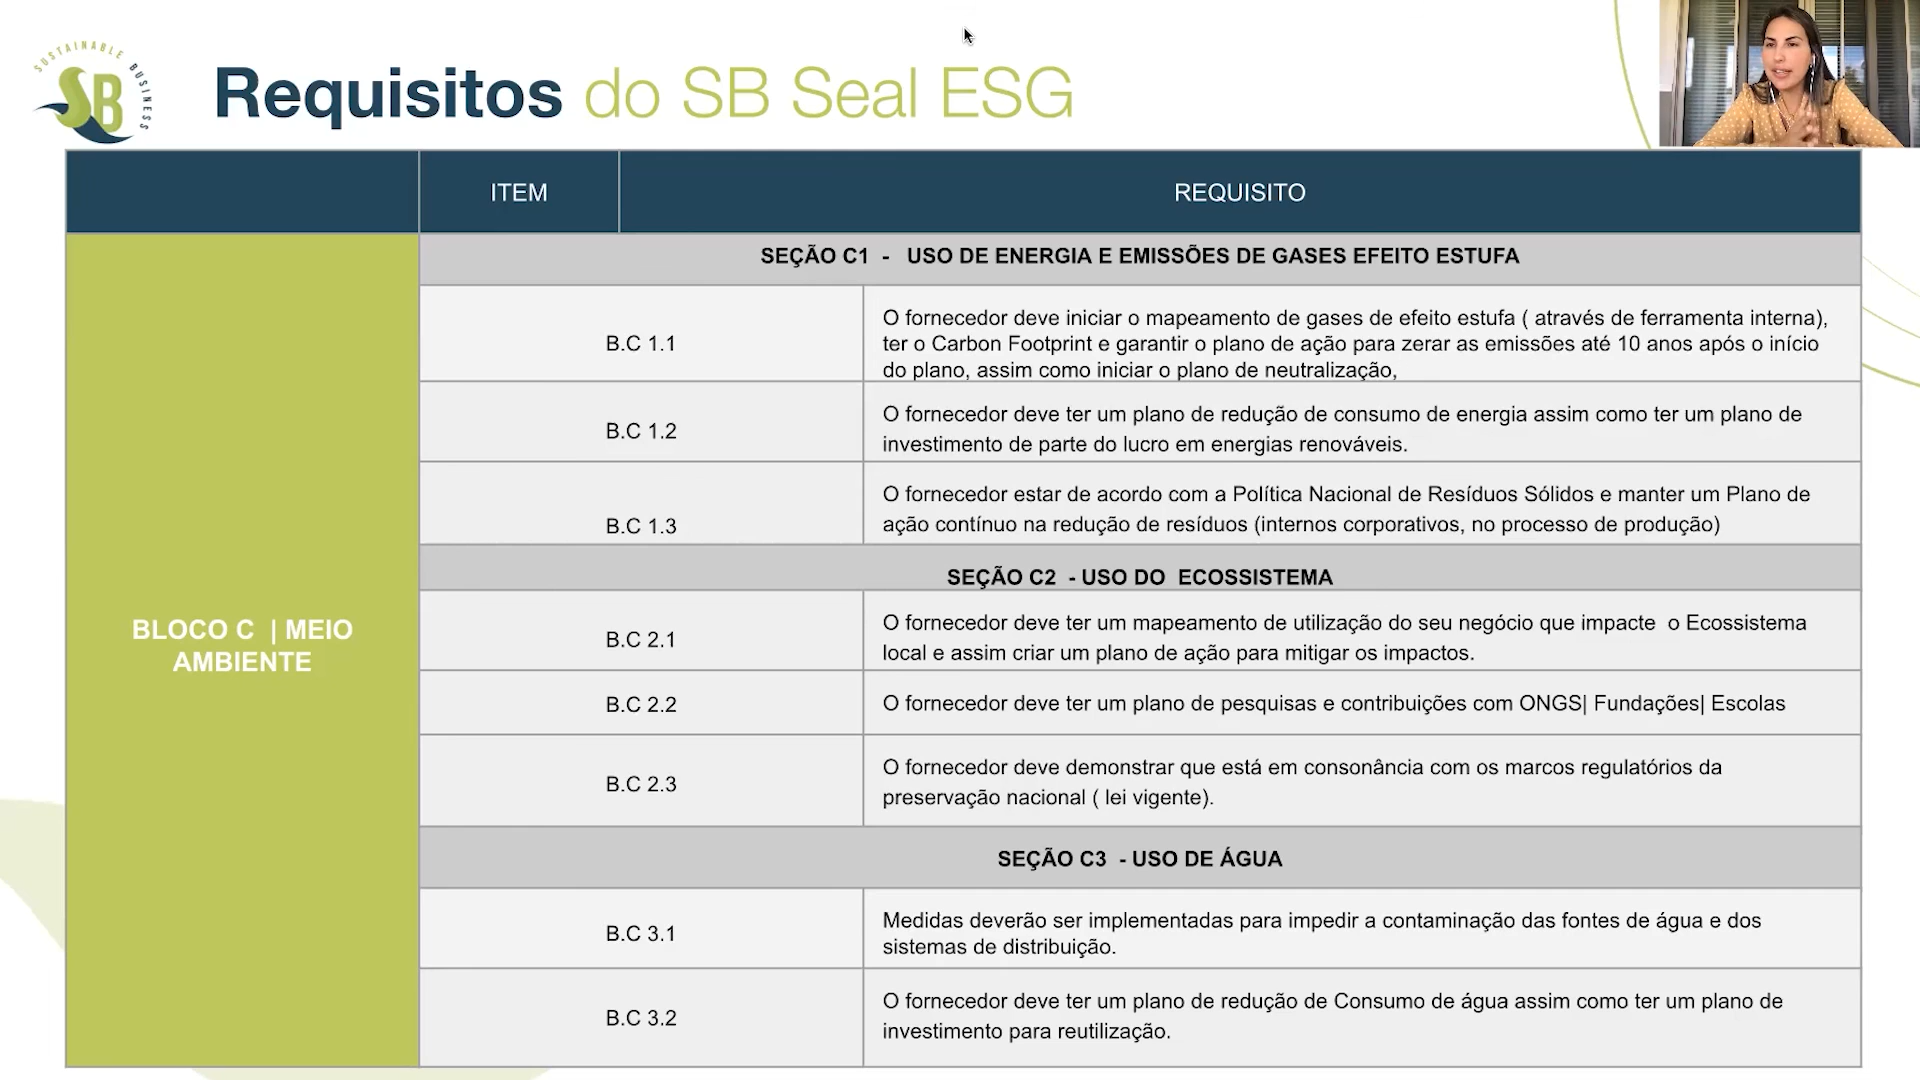 SUSTAINABLE BUSINESS
SB
Requisitos do SB Seal ESG
ITEM
REQUISITO
BLOCO C | MEIO
AMBIENTE
SEÇÃO C1 - USO DE ENERGIA E EMISSÕES DE GASES EFEITO ESTUFA
B.C 1.1
O fornecedor deve iniciar o mapeamento de gases de efeito estufa ( através de ferramenta interna),
ter o Carbon Footprint e garantir o plano de ação para zerar as emissões até 10 anos após o início
do plano, assim como iniciar o plano de neutralização,
B.C 1.2
O fornecedor deve ter um plano de redução de consumo de energia assim como ter um plano de
investimento de parte do lucro em energias renováveis.
B.C 1.3
O fornecedor estar de acordo com a Política Nacional de Resíduos Sólidos e manter um Plano de
ação contínuo na redução de resíduos (internos corporativos, no processo de produção)
SEÇÃO C2 - USO DO ECOSSISTEMA
B.C 2.1
O fornecedor deve ter um mapeamento de utilização do seu negócio que impacte o Ecossistema
local e assim criar um plano de ação para mitigar os impactos.
B.C 2.2
O fornecedor deve ter um plano de pesquisas e contribuições com ONGS| Fundações| Escolas
B.C 2.3
O fornecedor deve demonstrar que está em consonância com os marcos regulatórios da
preservação nacional ( lei vigente).
SEÇÃO C3 - USO DE ÁGUA
B.C 3.1
Medidas deverão ser implementadas para impedir a contaminação das fontes de água e dos
sistemas de distribuição.
B.C 3.2
O fornecedor deve ter um plano de redução de Consumo de água assim como ter um plano de
investimento para reutilização.